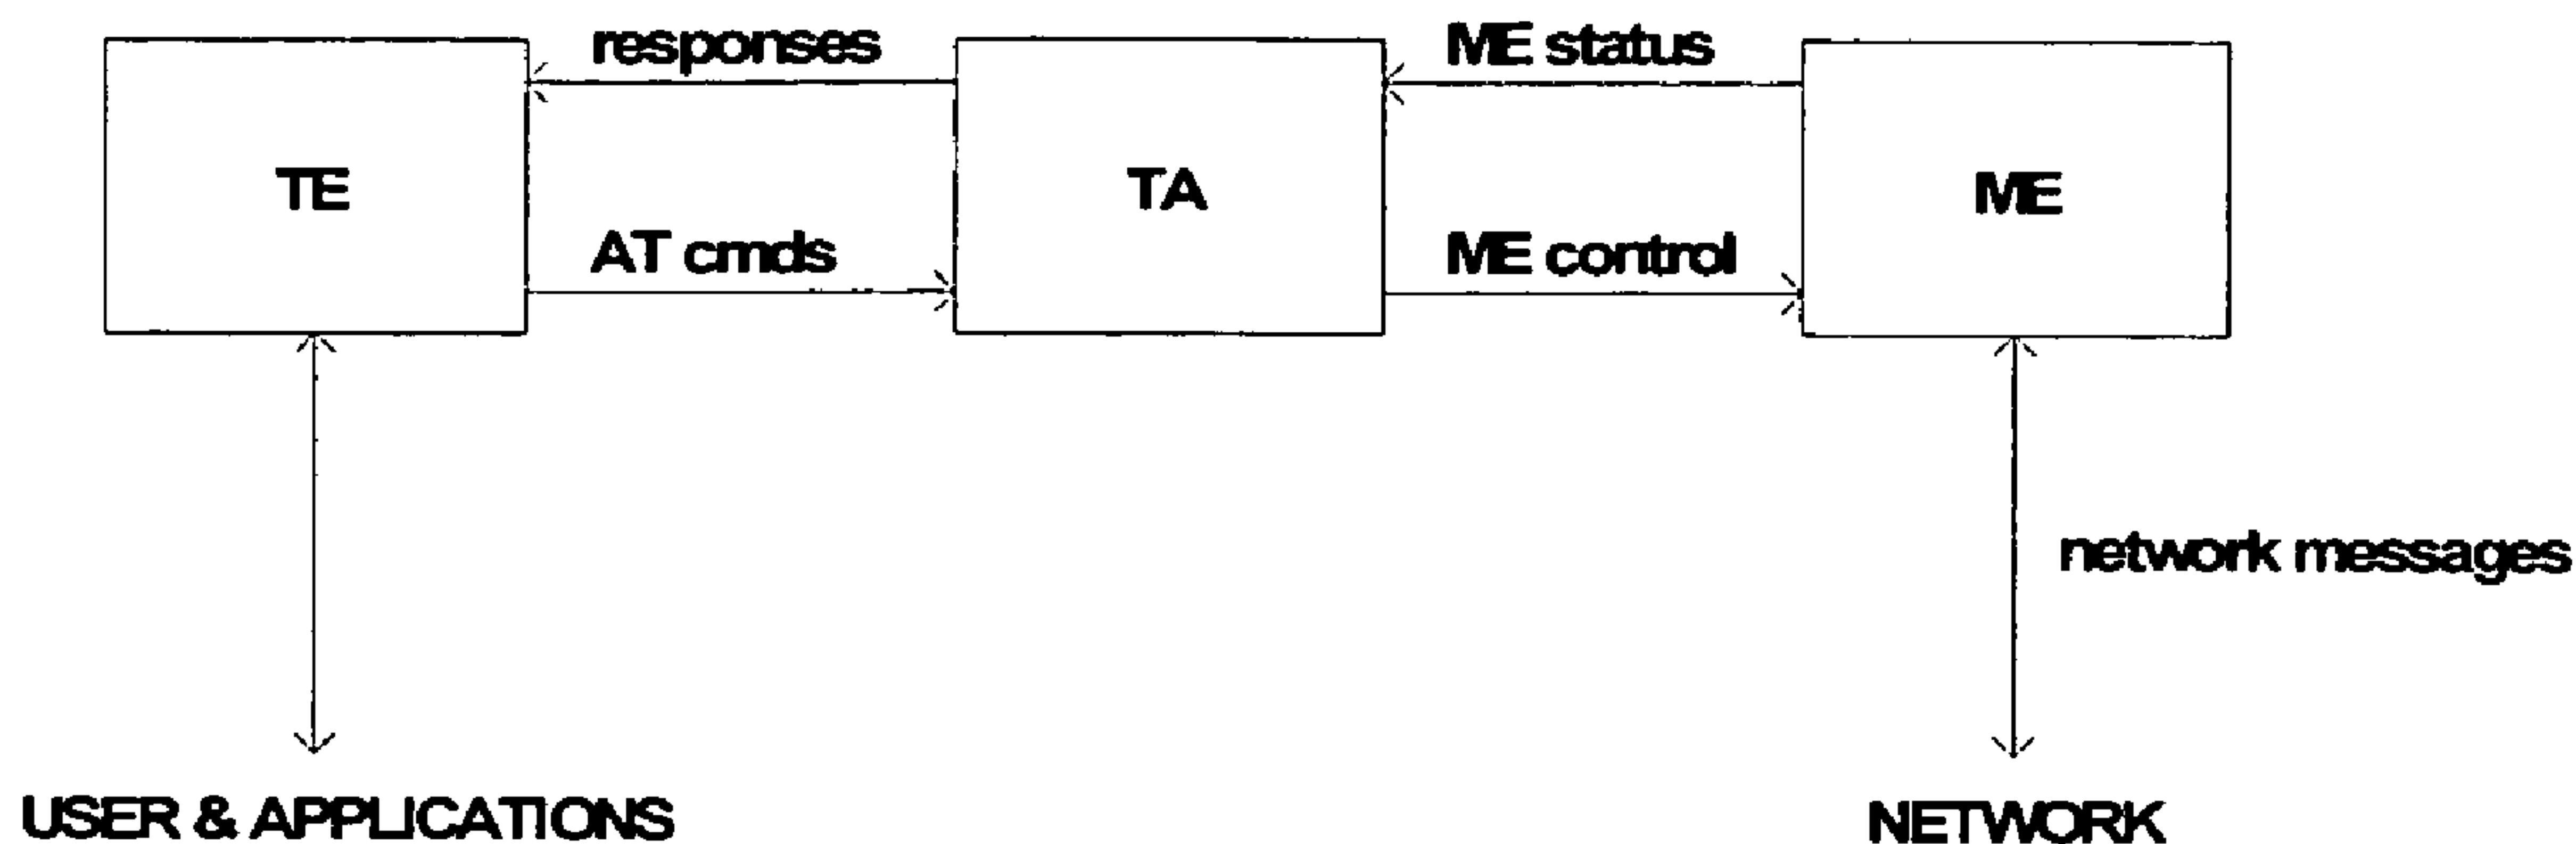 responses
ME status
TE
TA
ME
AT cmds
ME control
network messages
USER & APPLICATIONS
NETWORK